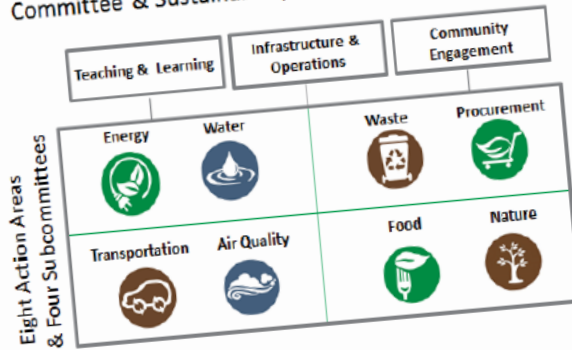 Committee & Sustainab
Teaching & Learning
Infrastructure &
Operations
Community
Engagement
Eight Action Areas
& Four Subcommittees
Energy
Water
Waste
Procurement
Transportation
Air Quality
Food
Nature